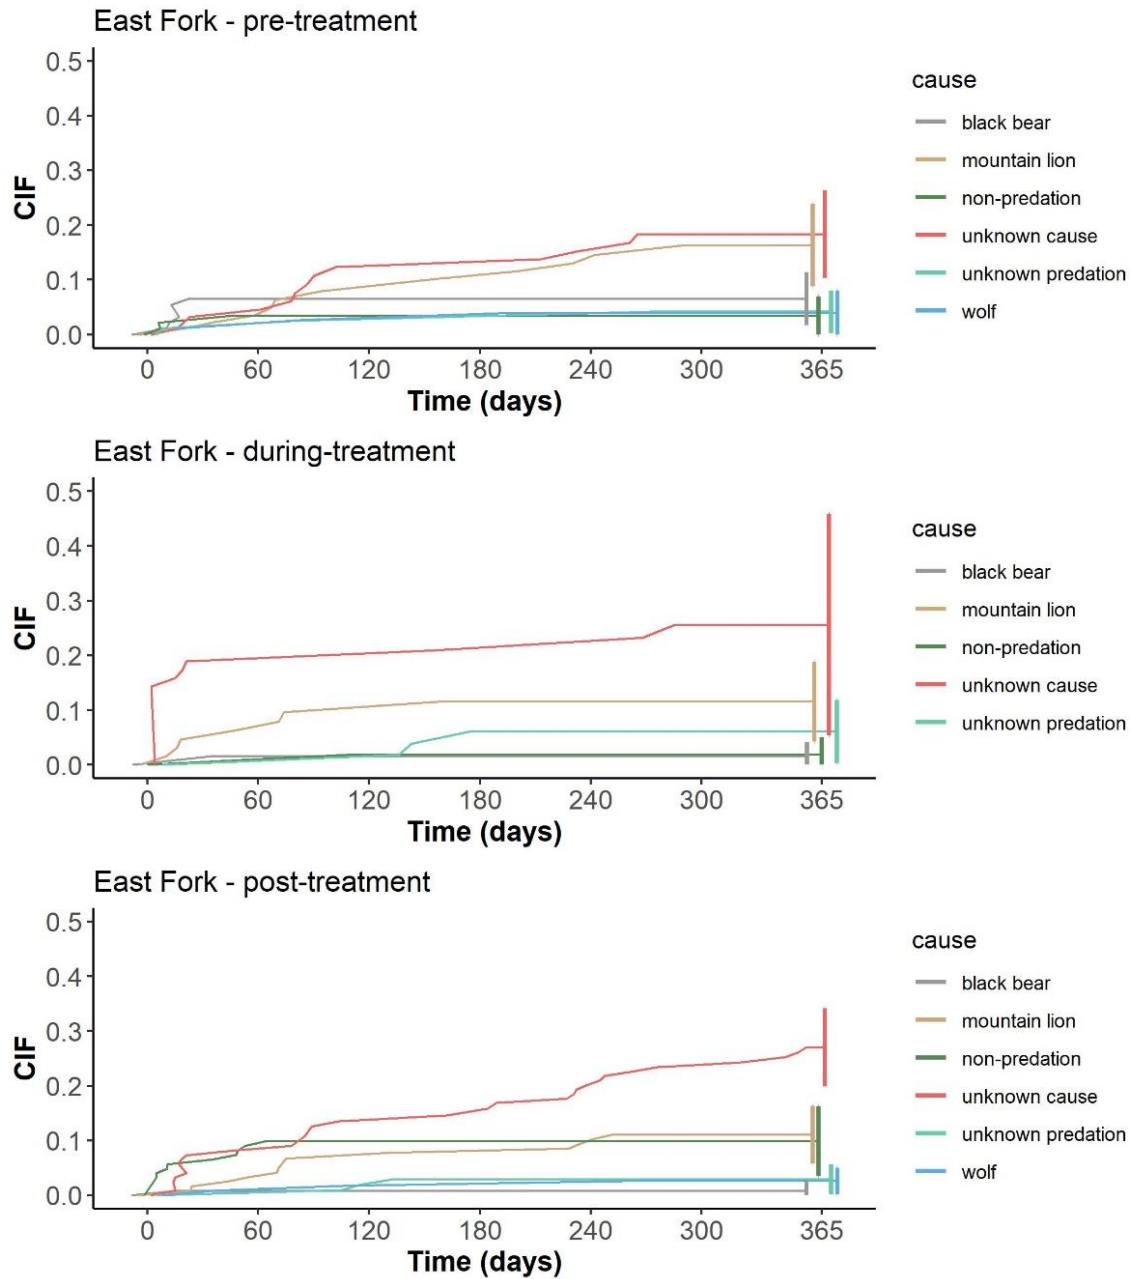 East Fork - pre-treatment
0.5
0.4
0.3
0.2
0.1
0.0
CIF
0 60 120 180 240 300 365
Time (days)
cause
black bear
mountain lion
non-predation
unknown cause
unknown predation
wolf
East Fork - during-treatment
0.5
0.4
0.3
0.2
0.1
0.0
CIF
0 60 120 180 240 300 365
Time (days)
cause
black bear
mountain lion
non-predation
unknown cause
unknown predation
East Fork - post-treatment
0.5
0.4
0.3
0.2
0.1
0.0
CIF
0 60 120 180 240 300 365
Time (days)
cause
black bear
mountain lion
non-predation
unknown cause
unknown predation
wolf